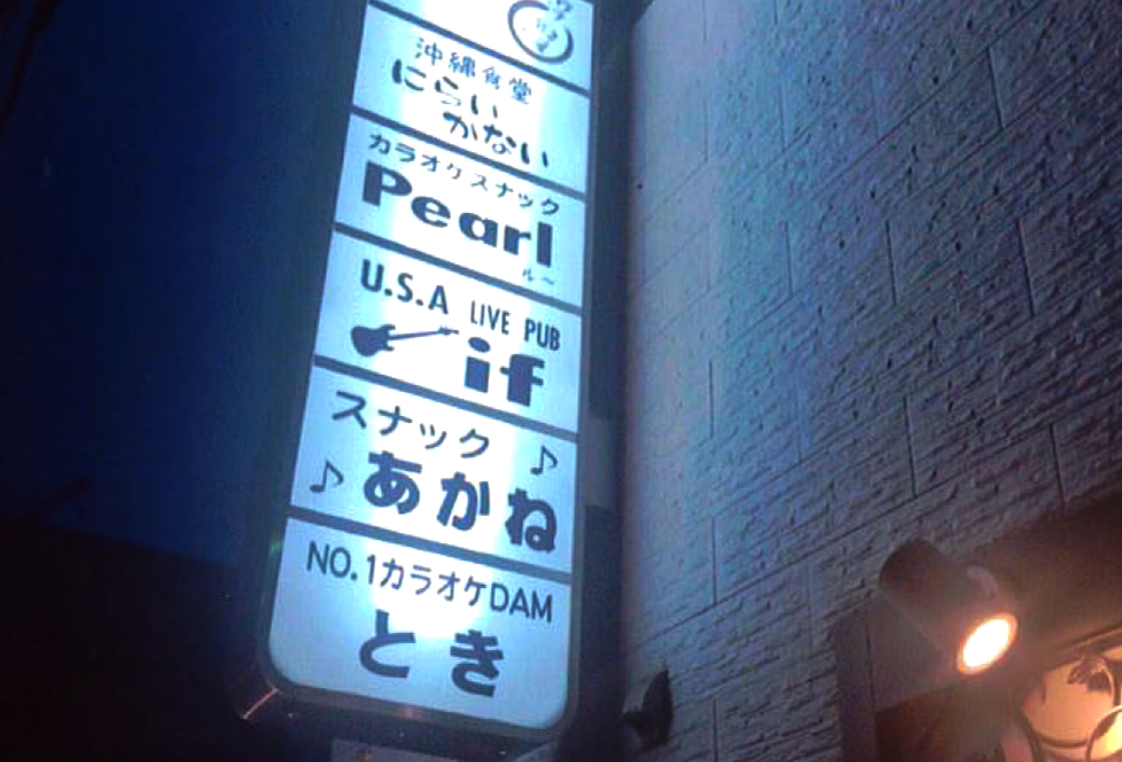 沖縄食堂
にらい
かない
カラオケスナック
Pearl
ル～
U.S.A LIVE PUB
if
スナック ♪
♪ あかね
NO.1カラオケDAM
とき